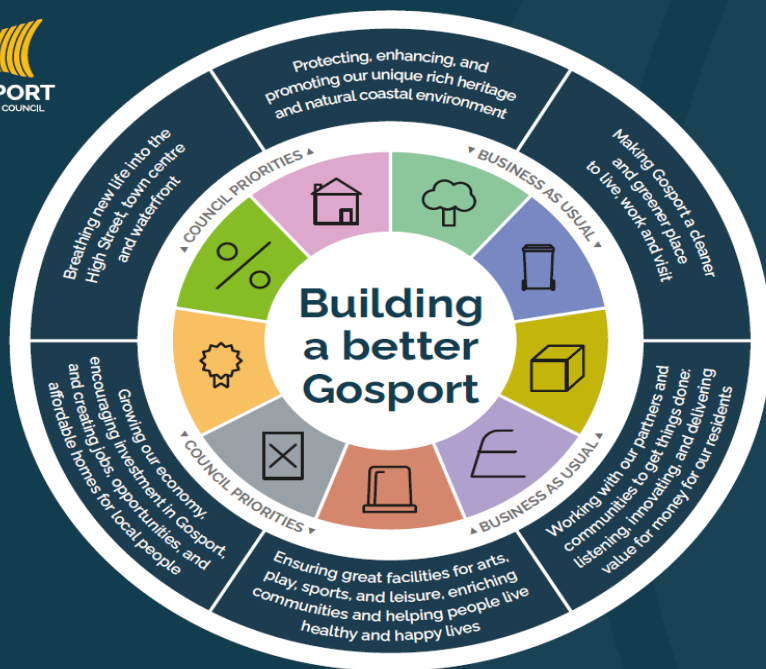 PORT
COUNCIL
Protecting, enhancing, and
promoting our unique rich heritage
and natural coastal environment
Making Gosport a cleaner
and greener place
to live, work and visit
Working with our partners and
communities to get things done:
listening, innovating, and delivering
value for money for our residents
Ensuring great facilities for arts,
play, sports, and leisure, enriching
communities and helping people live
healthy and happy lives
Growing our economy,
encouraging investment in Gosport,
and creating jobs, opportunities, and
affordable homes for local people
Breathing new life into the
High Street, town centre
and waterfront
▲ COUNCIL PRIORITIES ▲
▼ BUSINESS AS USUAL ▼
▲ BUSINESS AS USUAL ▲
▼ COUNCIL PRIORITIES ▼
%
£
Building
a better
Gosport